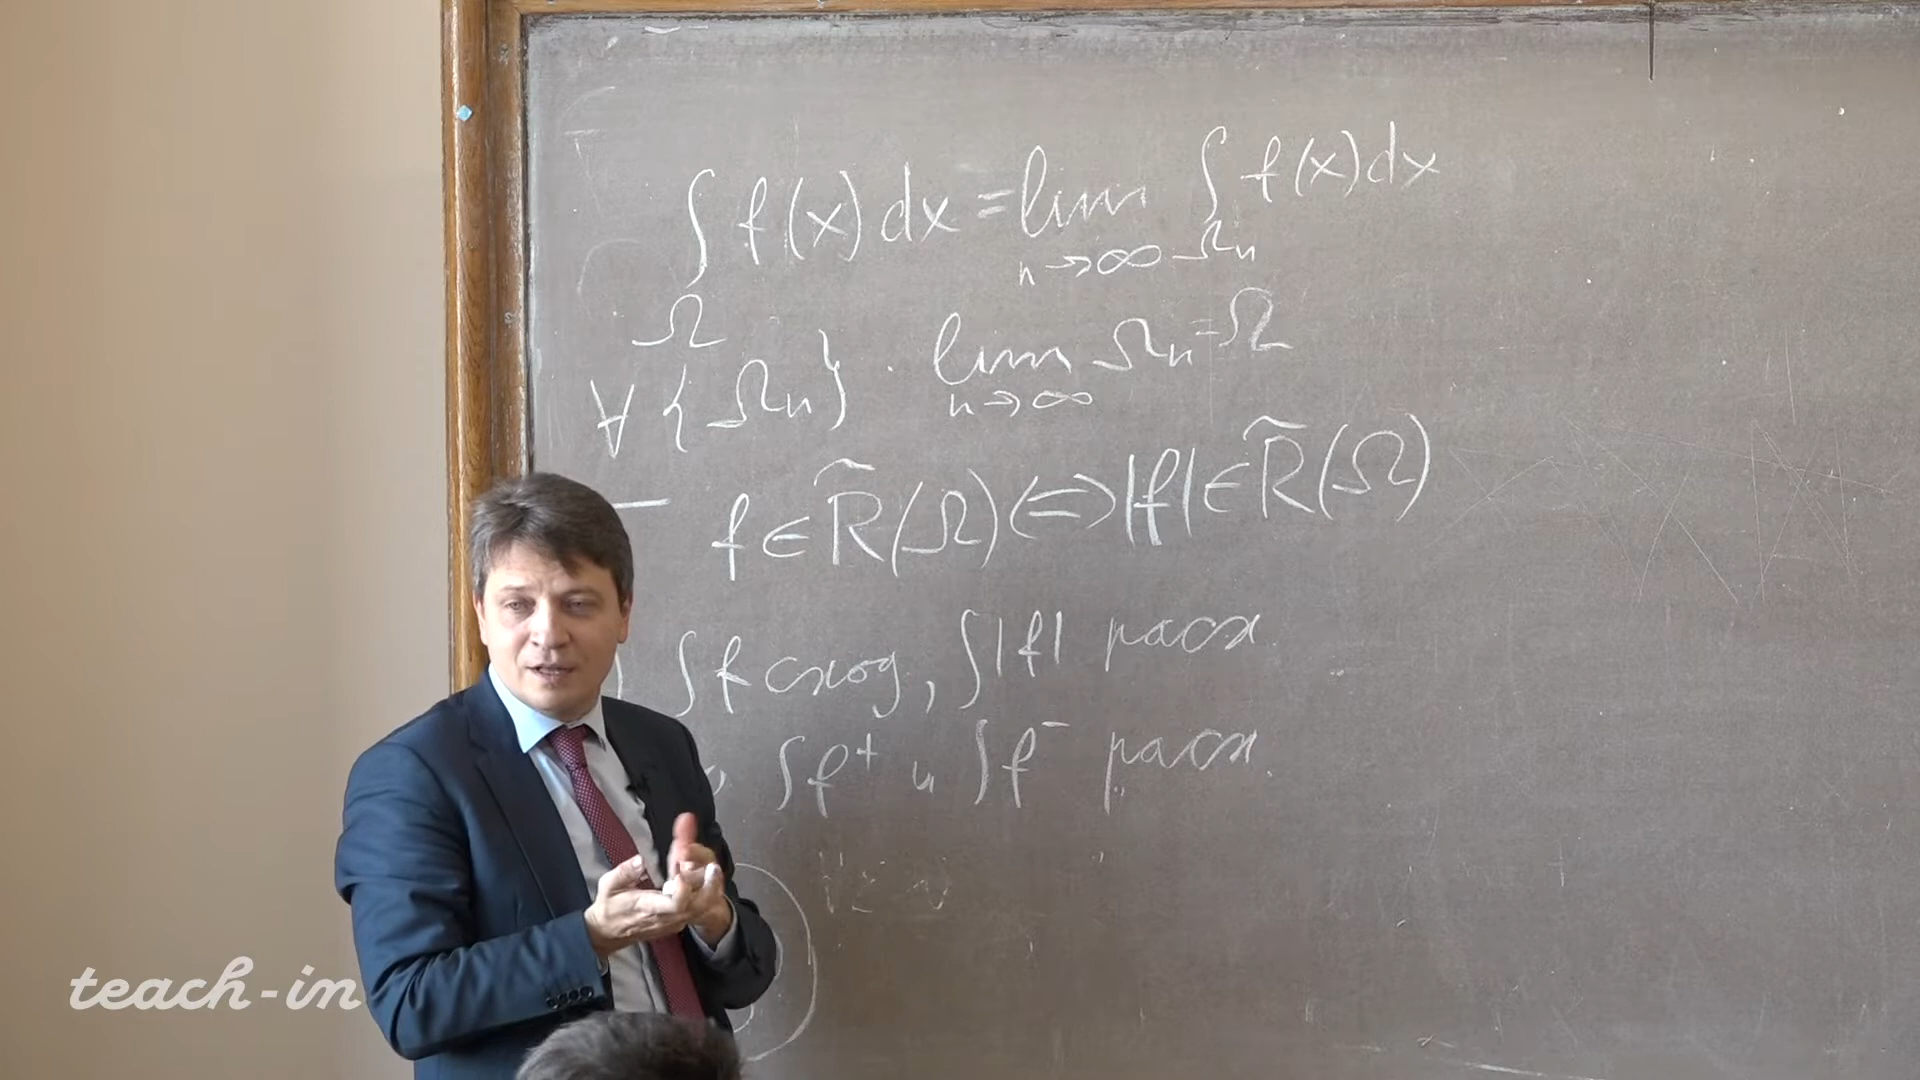 ∫ f(x)dx = lim ∫ f(x)dx
Ω n→∞ Ωn
∀ {Ωn} . lim Ωn = Ω
n→∞
— f ∈ R̃(Ω) ⟺ |f| ∈ R̃(Ω)
∫f сход, ∫|f| расх.
∫f⁺ и ∫f⁻ расх.
teach-in